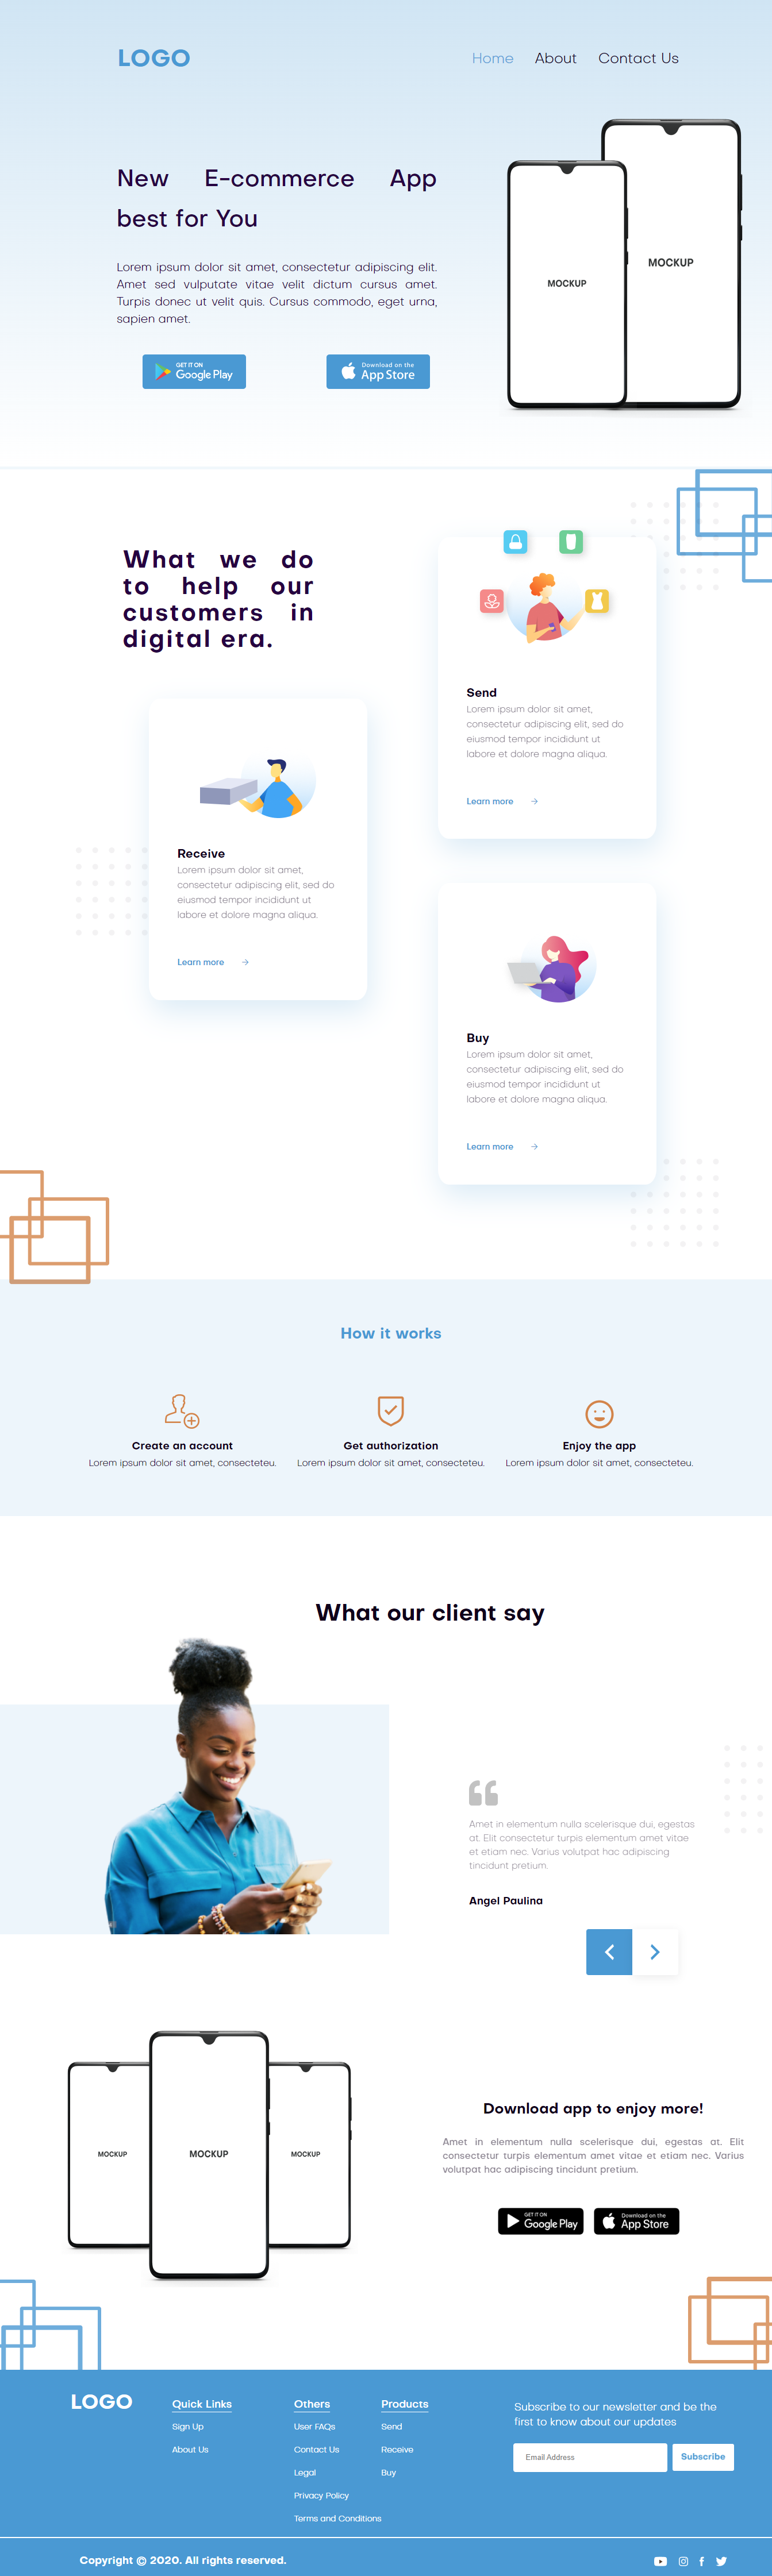 LOGO
Home About Contact Us
New E-commerce App
best for You
Lorem ipsum dolor sit amet, consectetur adipiscing elit.
Amet sed vulputate vitae velit dictum cursus amet.
Turpis donec ut velit quis. Cursus commodo, eget urna,
sapien amet.
GET IT ON
Google Play
Download on the
App Store
MOCKUP
MOCKUP
What we do
to help our
customers in
digital era.
Send
Lorem ipsum dolor sit amet,
consectetur adipiscing elit, sed do
eiusmod tempor incididunt ut
labore et dolore magna aliqua.
Learn more
Receive
Lorem ipsum dolor sit amet,
consectetur adipiscing elit, sed do
eiusmod tempor incididunt ut
labore et dolore magna aliqua.
Learn more
Buy
Lorem ipsum dolor sit amet,
consectetur adipiscing elit, sed do
eiusmod tempor incididunt ut
labore et dolore magna aliqua.
Learn more
How it works
Create an account
Lorem ipsum dolor sit amet, consecteteu.
Get authorization
Lorem ipsum dolor sit amet, consecteteu.
Enjoy the app
Lorem ipsum dolor sit amet, consecteteu.
What our client say
Amet in elementum nulla scelerisque dui, egestas
at. Elit consectetur turpis elementum amet vitae
et etiam nec. Varius volutpat hac adipiscing
tincidunt pretium.
Angel Paulina
MOCKUP
MOCKUP
MOCKUP
Download app to enjoy more!
Amet in elementum nulla scelerisque dui, egestas at. Elit
consectetur turpis elementum amet vitae et etiam nec. Varius
volutpat hac adipiscing tincidunt pretium.
GET IT ON
Google Play
Download on the
App Store
LOGO
Quick Links
Sign Up
About Us
Others
User FAQs
Contact Us
Legal
Privacy Policy
Terms and Conditions
Products
Send
Receive
Buy
Subscribe to our newsletter and be the
first to know about our updates
Email Address
Subscribe
Copyright © 2020. All rights reserved.